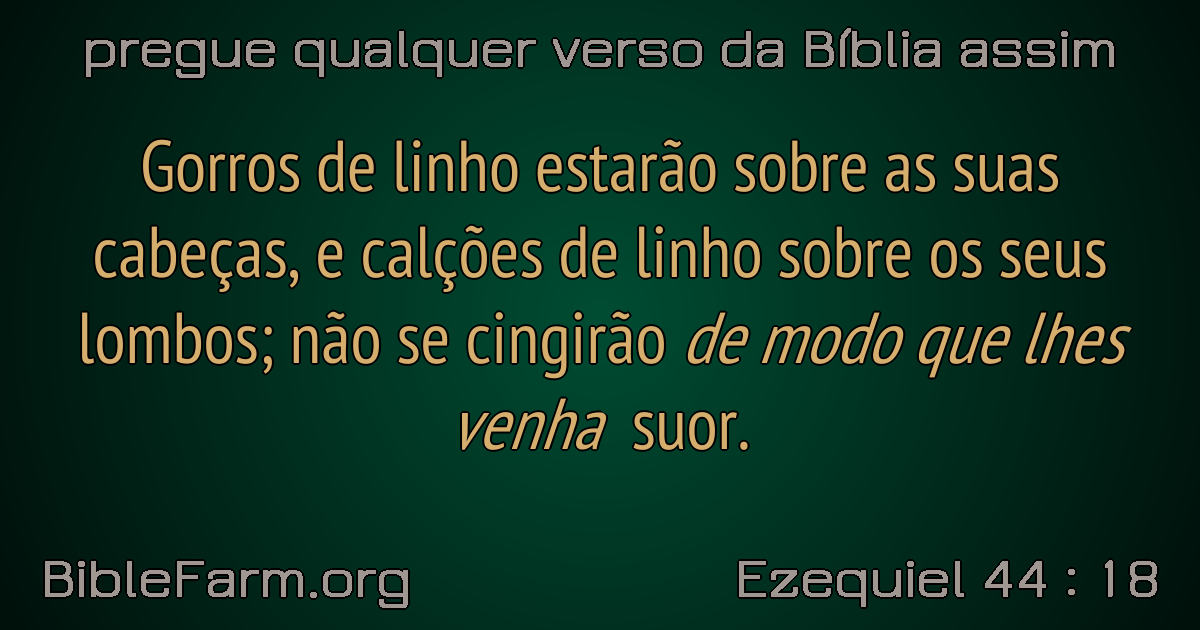 pregue qualquer verso da Bíblia assim
Gorros de linho estarão sobre as suas
cabeças, e calções de linho sobre os seus
lombos; não se cingirão de modo que lhes
venha suor.
BibleFarm.org
Ezequiel 44 : 18